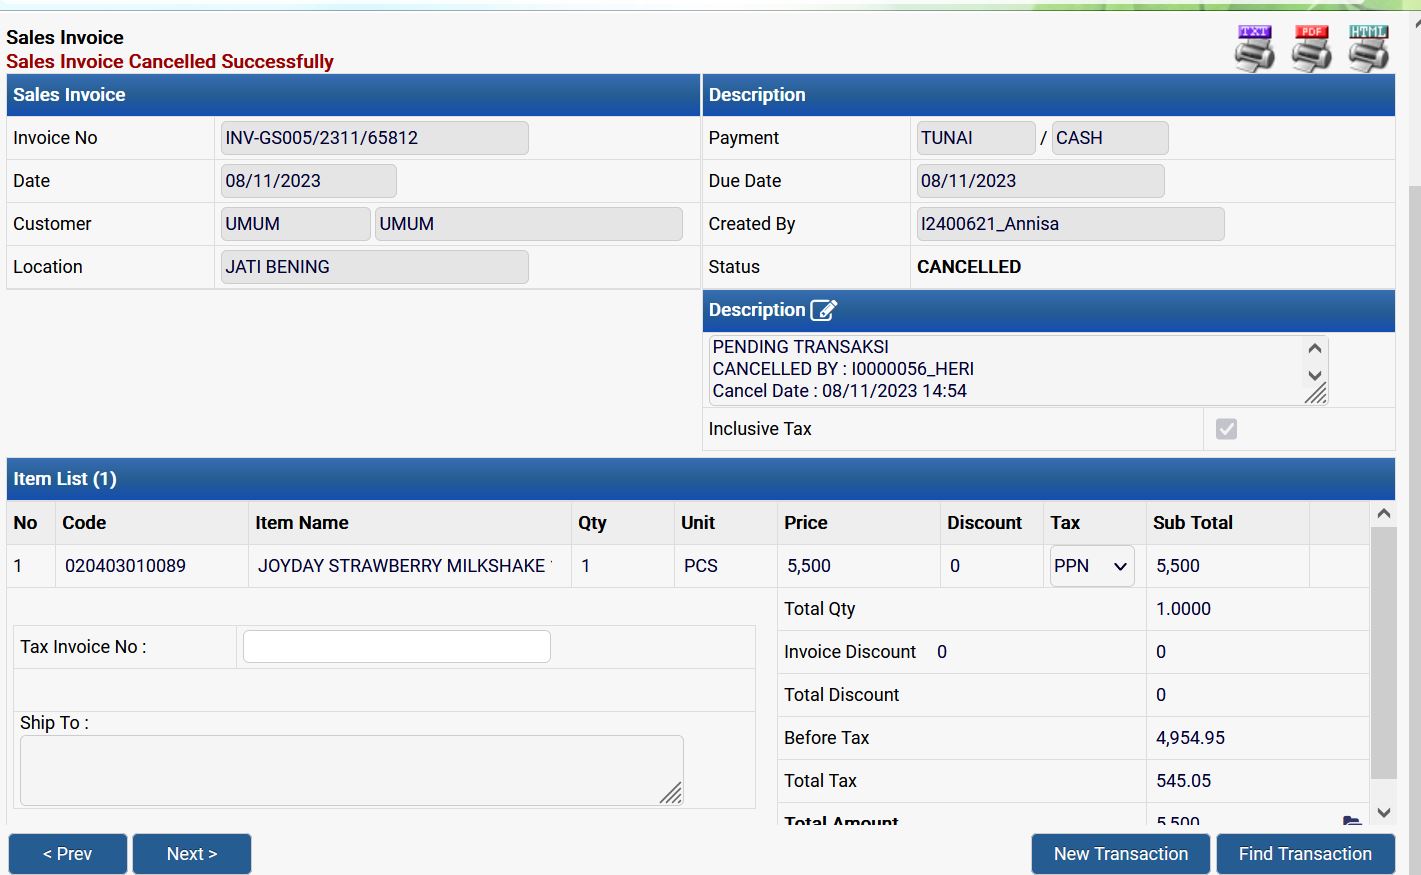 Sales Invoice
Sales Invoice Cancelled Successfully
TXT PDF HTML
Sales Invoice
Invoice No INV-GS005/2311/65812
Date 08/11/2023
Customer UMUM UMUM
Location JATI BENING
Description
Payment TUNAI / CASH
Due Date 08/11/2023
Created By I2400621_Annisa
Status CANCELLED
Description
PENDING TRANSAKSI
CANCELLED BY : I0000056_HERI
Cancel Date : 08/11/2023 14:54
Inclusive Tax
Item List (1)
No Code Item Name Qty Unit Price Discount Tax Sub Total
1 020403010089 JOYDAY STRAWBERRY MILKSHAKE 1 PCS 5,500 0 PPN 5,500
Tax Invoice No :
Ship To :
Total Qty 1.0000
Invoice Discount 0 0
Total Discount 0
Before Tax 4,954.95
Total Tax 545.05
Total Amount 5,500
< Prev Next > New Transaction Find Transaction